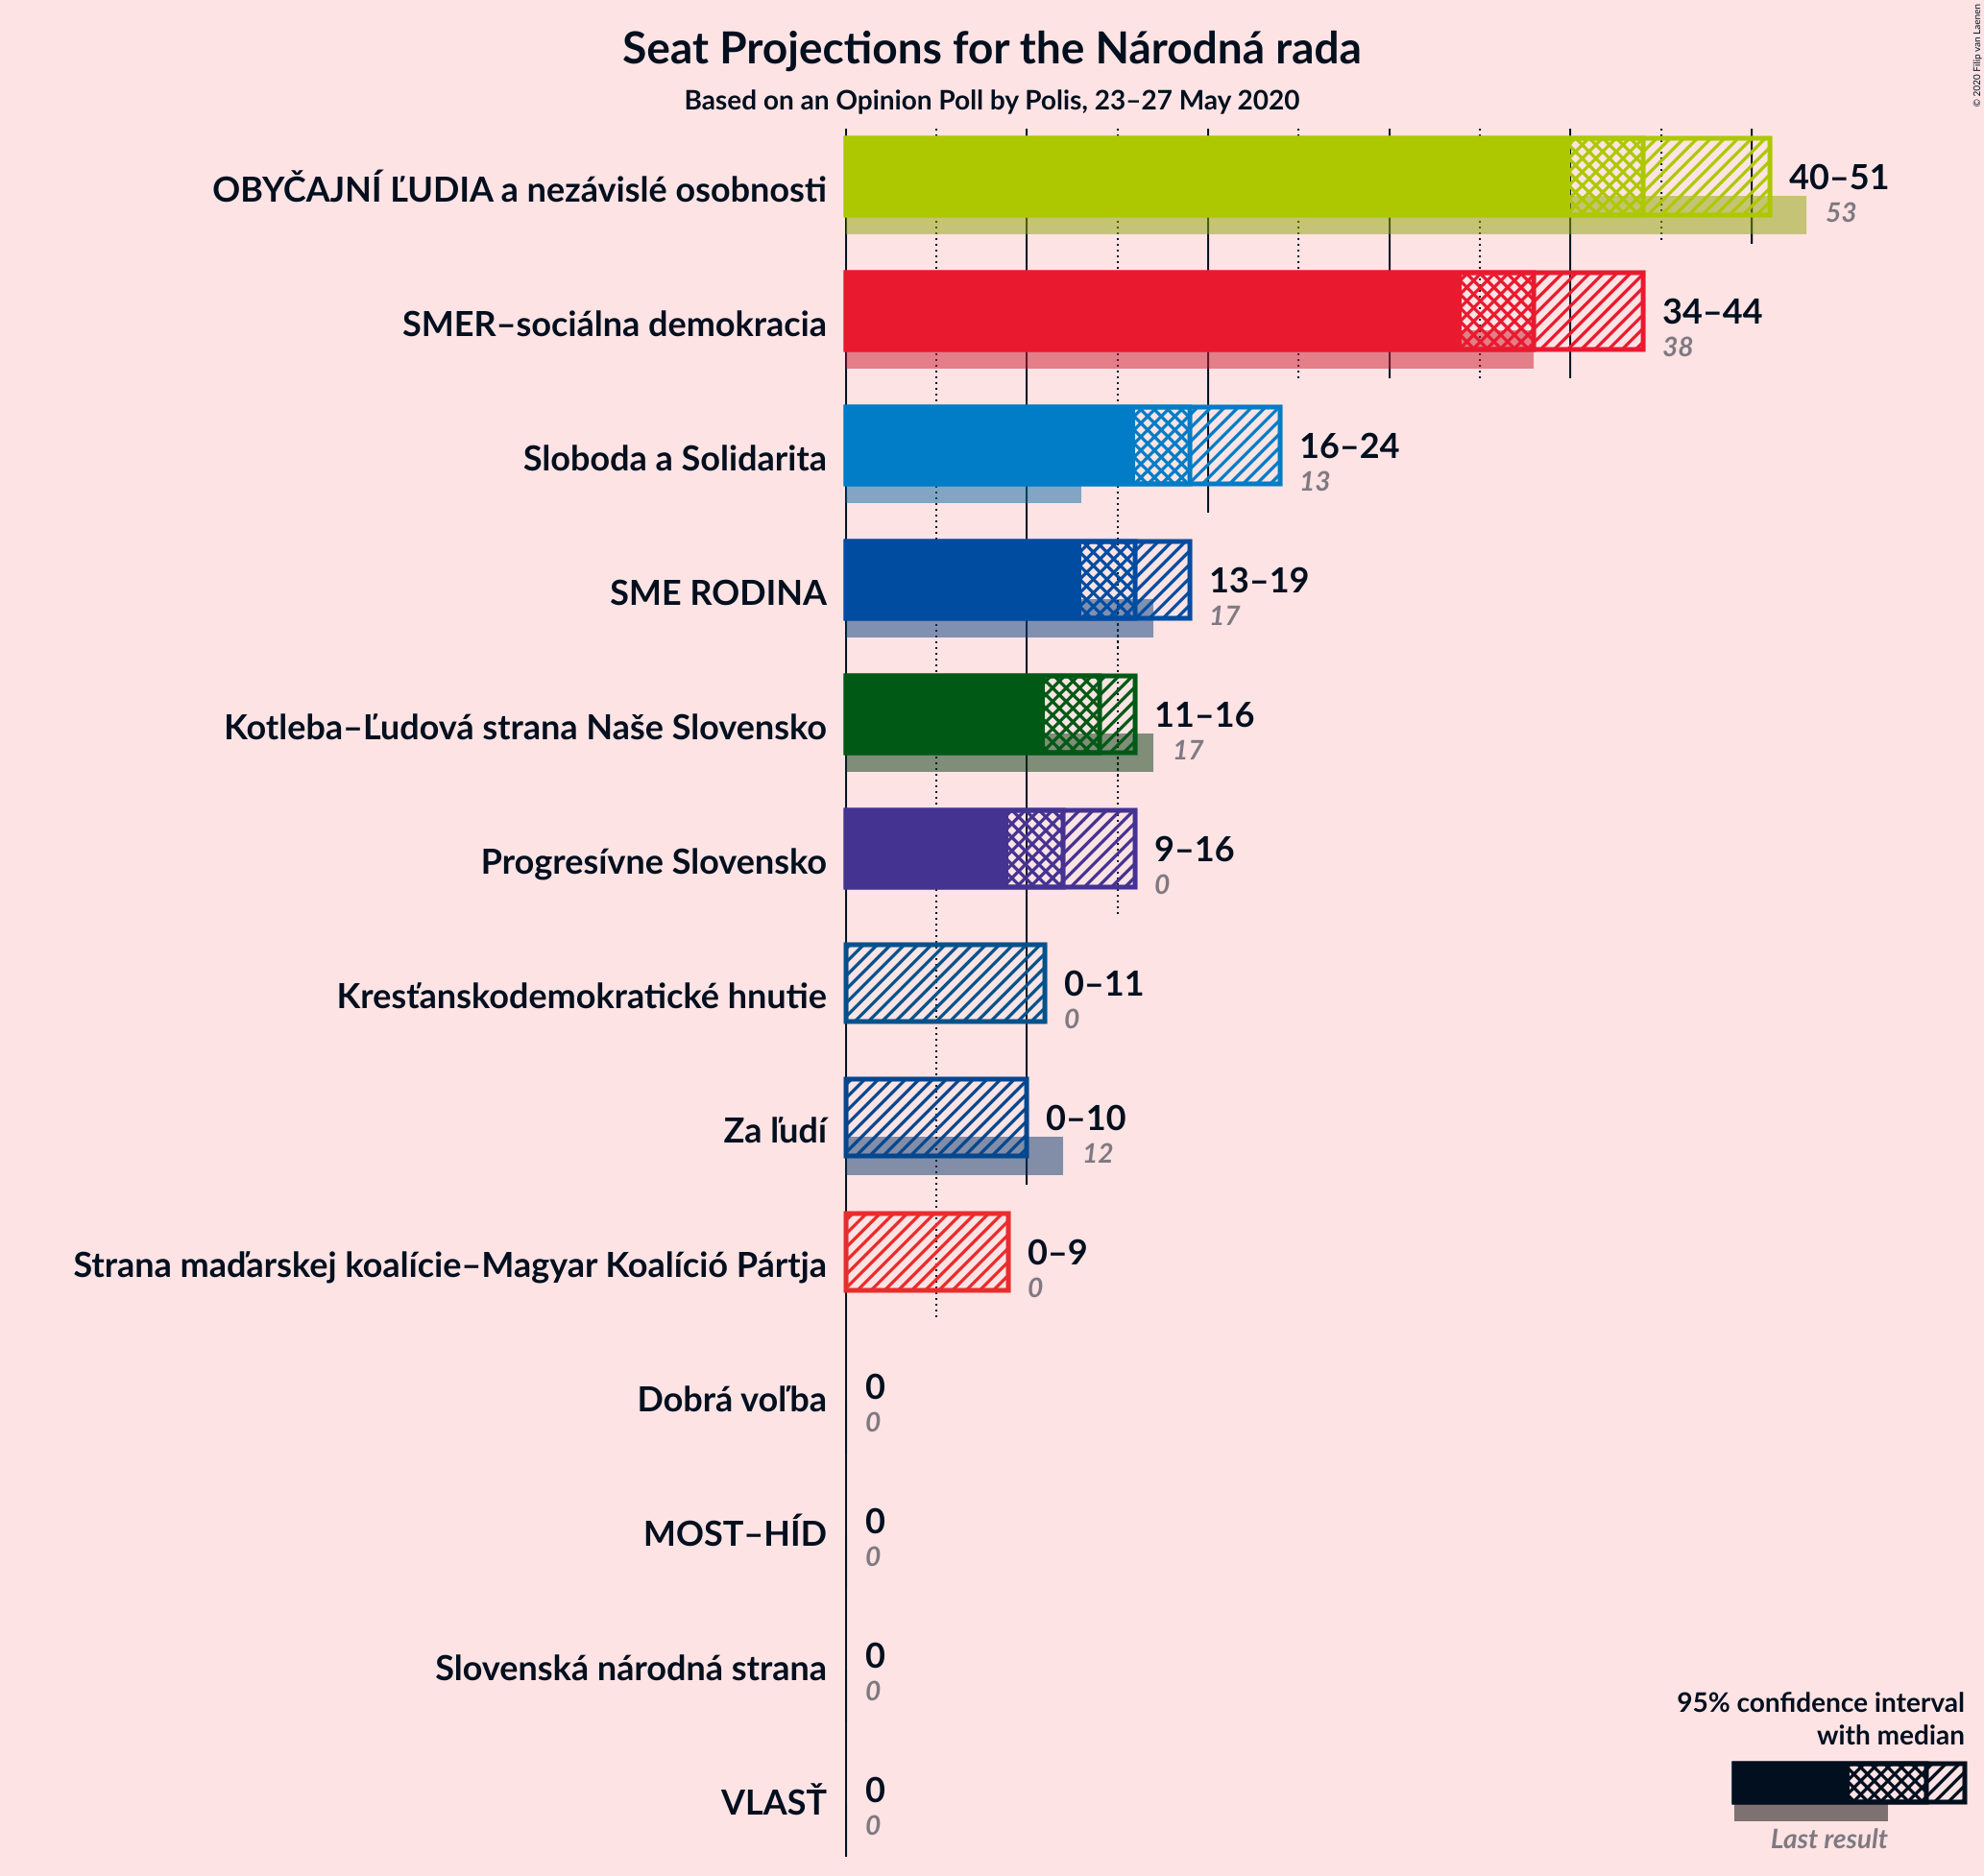 Seat Projections for the Národná rada
Based on an Opinion Poll by Polis, 23–27 May 2020
© 2020 Filip van Laenen
OBYČAJNÍ ĽUDIA a nezávislé osobnosti
40–51
53
SMER–sociálna demokracia
34–44
38
Sloboda a Solidarita
16–24
13
SME RODINA
13–19
17
Kotleba–Ľudová strana Naše Slovensko
11–16
17
Progresívne Slovensko
9–16
0
Kresťanskodemokratické hnutie
0–11
0
Za ľudí
0–10
12
Strana maďarskej koalície–Magyar Koalíció Pártja
0–9
0
Dobrá voľba
0
0
MOST–HÍD
0
0
Slovenská národná strana
0
0
VLASŤ
0
0
95% confidence interval
with median
Last result